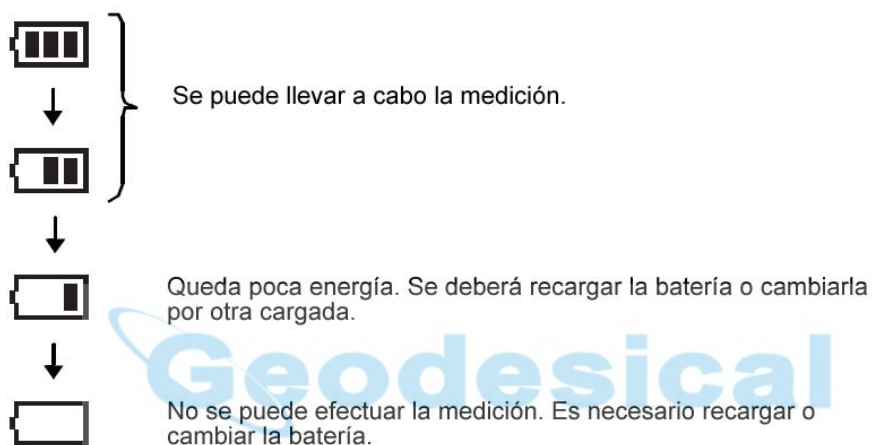 Se puede llevar a cabo la medición.
Queda poca energía. Se deberá recargar la batería o cambiarla
por otra cargada.
Geodesical
No se puede efectuar la medición. Es necesario recargar o
cambiar la batería.